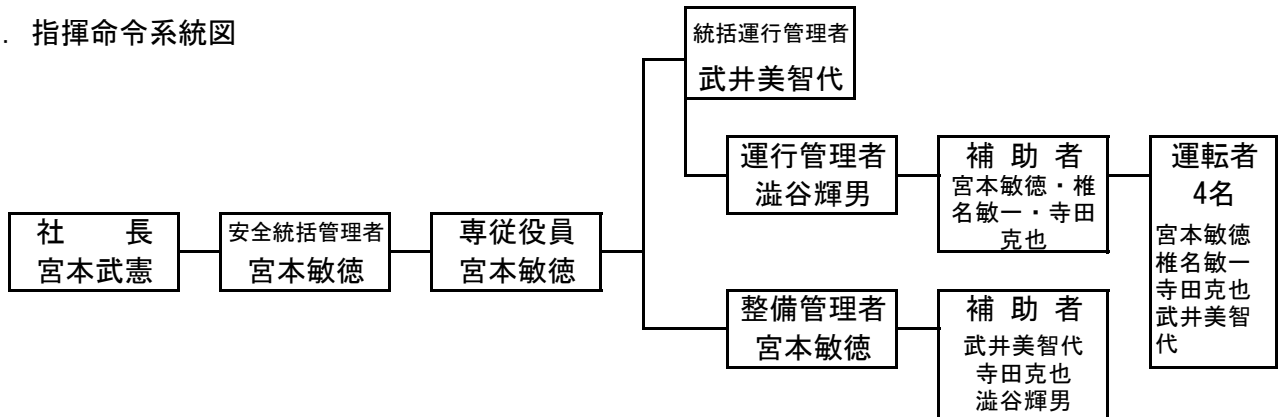 . 指揮命令系統図
統括運行管理者
武井美智代
運行管理者
澁谷輝男
補 助 者
宮本敏徳・椎
名敏一・寺田
克也
運転者
4名
宮本敏徳
椎名敏一
寺田克也
武井美智
代
社 長
宮本武憲
安全統括管理者
宮本敏徳
専従役員
宮本敏徳
整備管理者
宮本敏徳
補 助 者
武井美智代
寺田克也
澁谷輝男